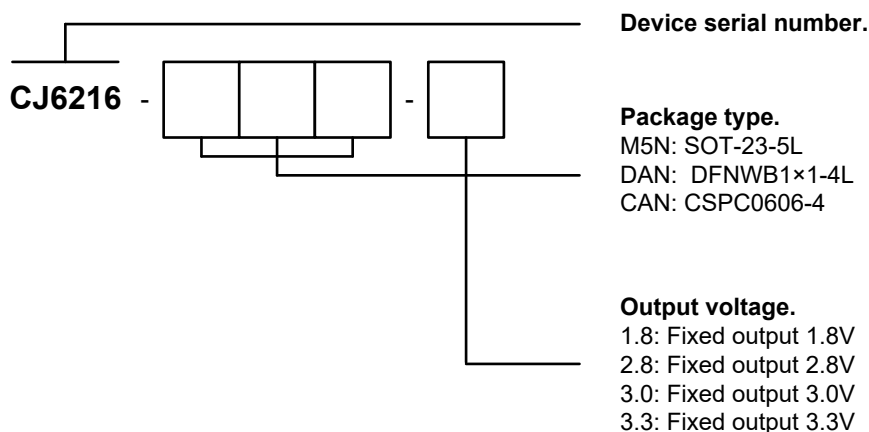 Device serial number.
CJ6216 - -
Package type.
M5N: SOT-23-5L
DAN: DFNWB1×1-4L
CAN: CSPC0606-4
Output voltage.
1.8: Fixed output 1.8V
2.8: Fixed output 2.8V
3.0: Fixed output 3.0V
3.3: Fixed output 3.3V